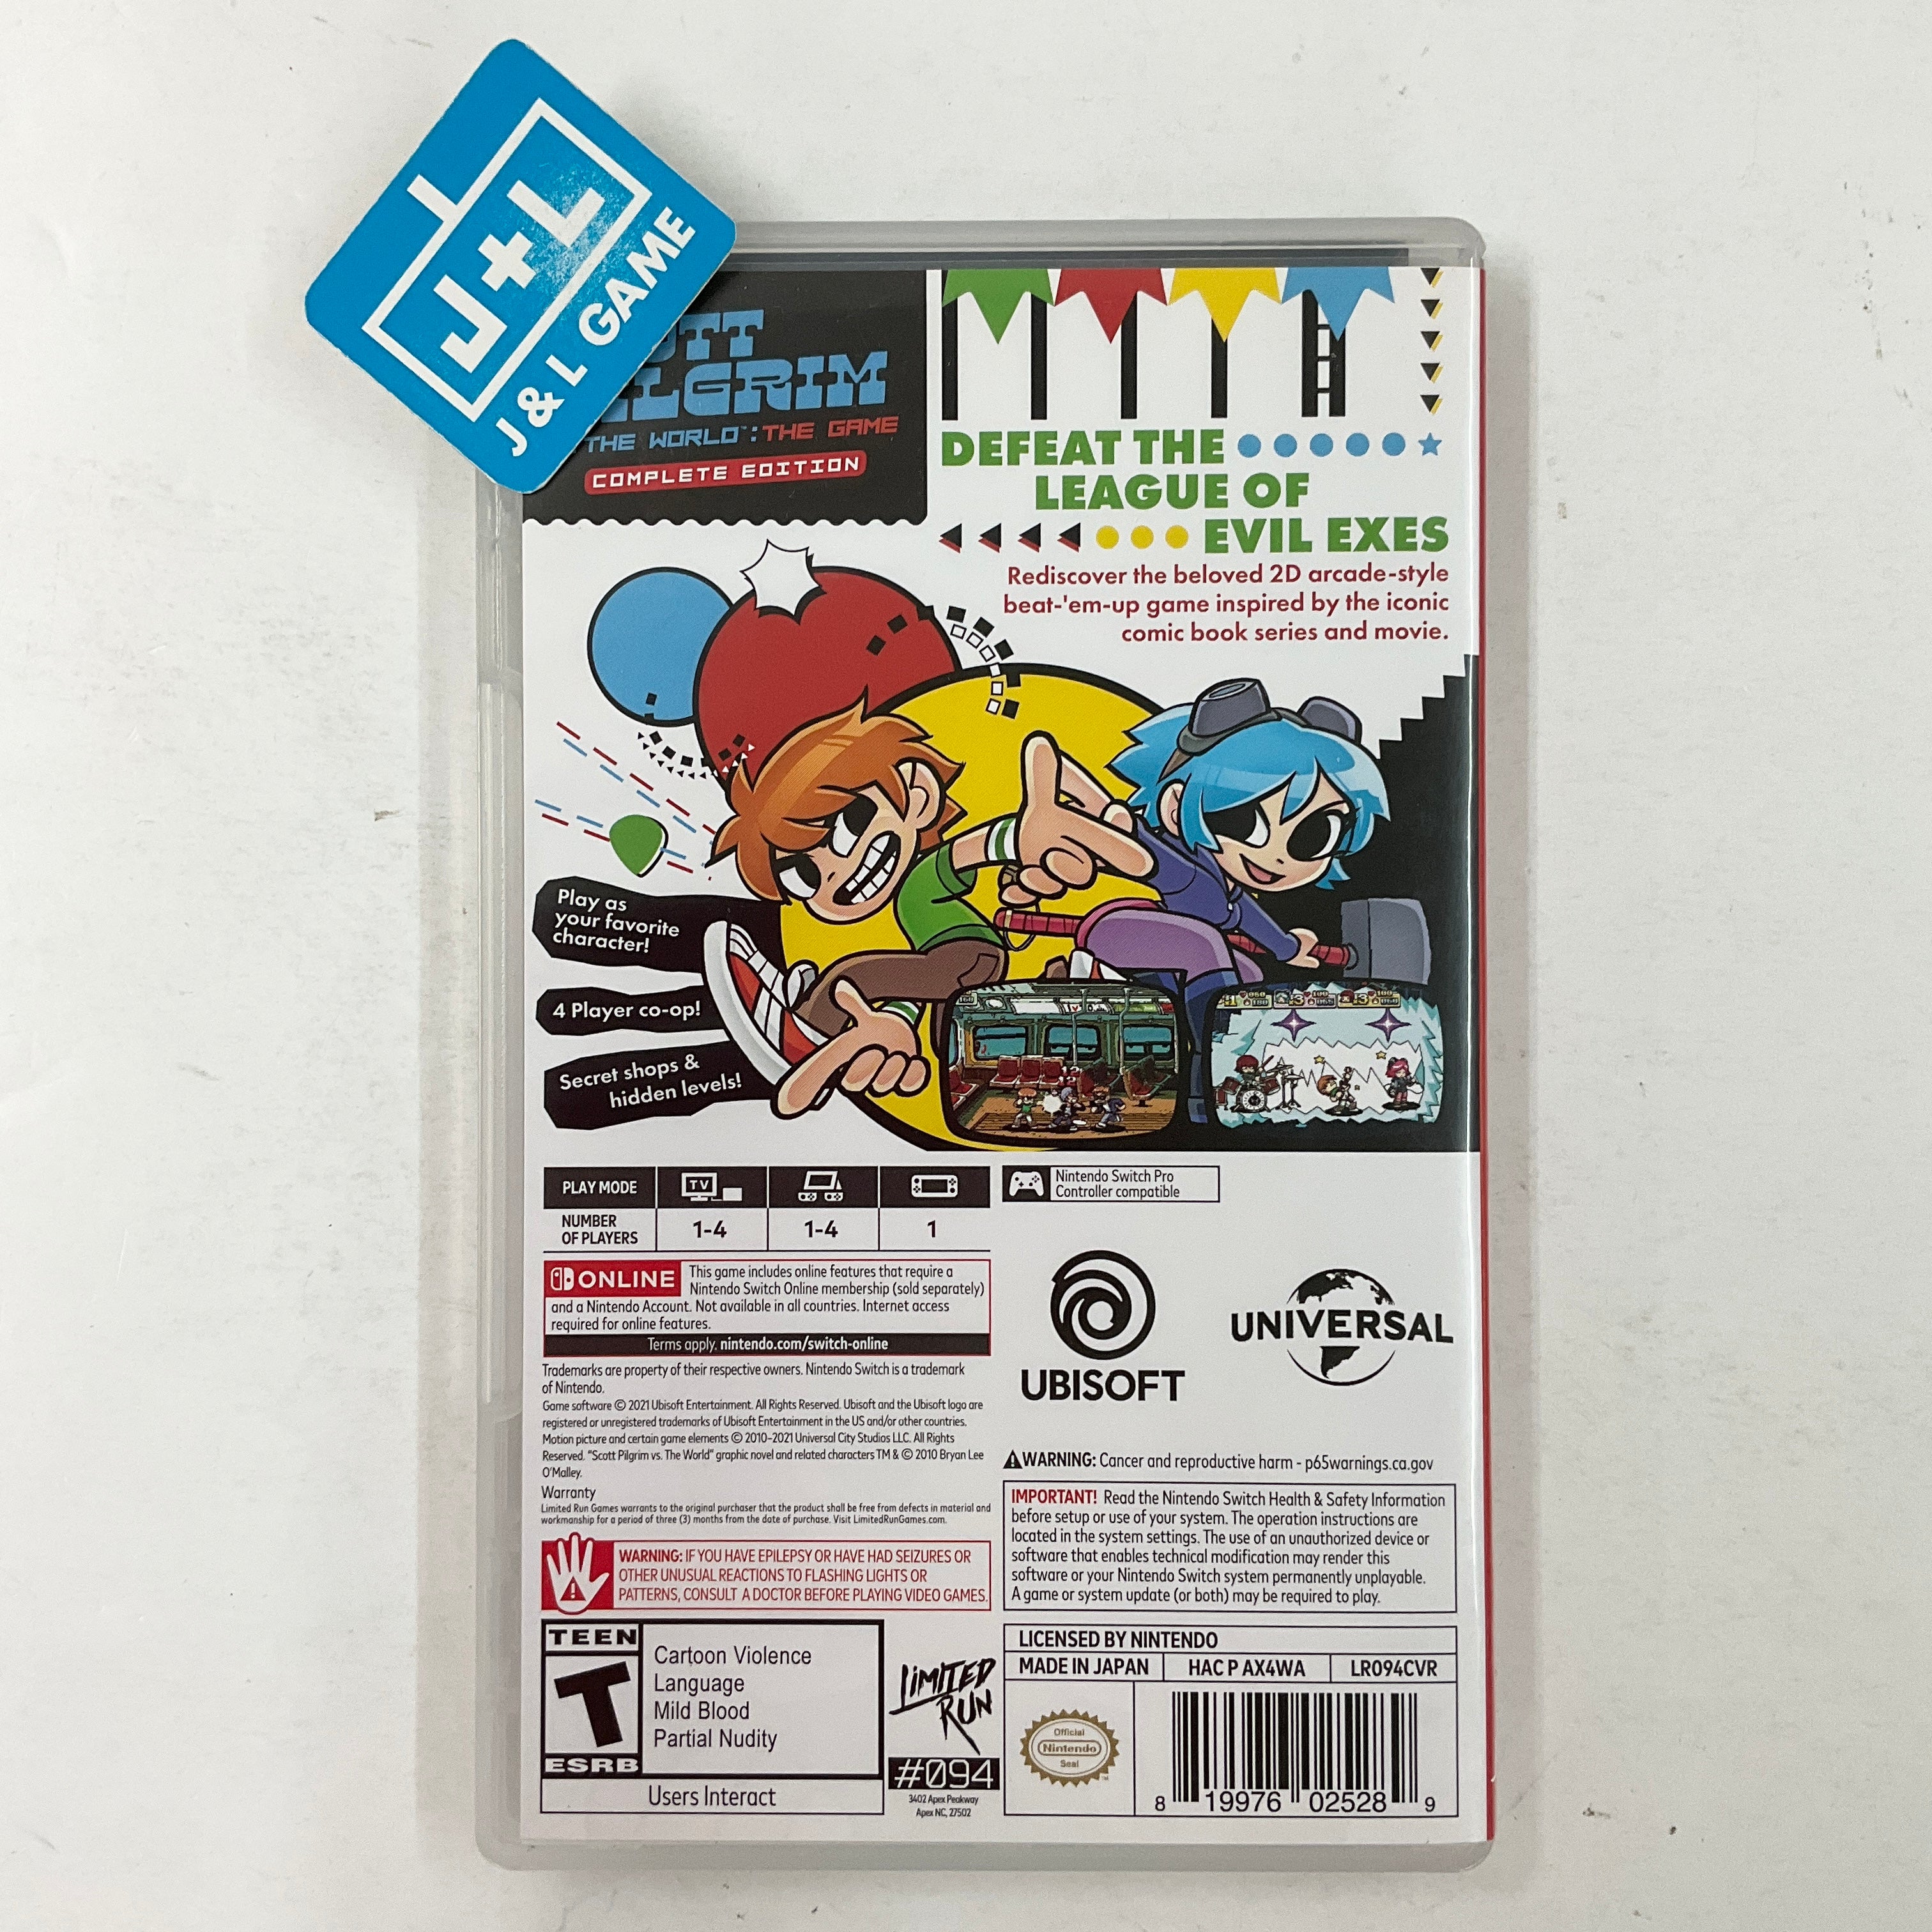 J+L
J & L GAME
THE WORLD™: THE GAME
COMPLETE EDITION
DEFEAT THE
LEAGUE OF
EVIL EXES
Rediscover the beloved 2D arcade-style
beat-'em-up game inspired by the iconic
comic book series and movie.
Play as
your favorite
character!
4 Player co-op!
Secret shops &
hidden levels!
PLAY MODE
TV
NUMBER
OF PLAYERS
1-4
1-4
1
Nintendo Switch Pro
Controller compatible
ONLINE This game includes online features that require a
Nintendo Switch Online membership (sold separately)
and a Nintendo Account. Not available in all countries. Internet access
required for online features.
Terms apply. nintendo.com/switch-online
Trademarks are property of their respective owners. Nintendo Switch is a trademark
of Nintendo.
Game software © 2021 Ubisoft Entertainment. All Rights Reserved. Ubisoft and the Ubisoft logo are
registered or unregistered trademarks of Ubisoft Entertainment in the US and/or other countries.
Motion picture and certain game elements © 2010-2021 Universal City Studios LLC. All Rights
Reserved. "Scott Pilgrim vs. The World" graphic novel and related characters TM & © 2010 Bryan Lee
O'Malley.
Warranty
Limited Run Games warrants to the original purchaser that the product shall be free from defects in material and
workmanship for a period of three (3) months from the date of purchase. Visit LimitedRunGames.com.
WARNING: IF YOU HAVE EPILEPSY OR HAVE HAD SEIZURES OR
OTHER UNUSUAL REACTIONS TO FLASHING LIGHTS OR
PATTERNS, CONSULT A DOCTOR BEFORE PLAYING VIDEO GAMES.
UBISOFT
UNIVERSAL
WARNING: Cancer and reproductive harm - p65warnings.ca.gov
IMPORTANT! Read the Nintendo Switch Health & Safety Information
before setup or use of your system. The operation instructions are
located in the system settings. The use of an unauthorized device or
software that enables technical modification may render this
software or your Nintendo Switch system permanently unplayable.
A game or system update (or both) may be required to play.
TEEN
T
ESRB
Cartoon Violence
Language
Mild Blood
Partial Nudity
Users Interact
LIMITED
RUN
#094
3402 Apex Peakway
Apex NC, 27502
LICENSED BY NINTENDO
MADE IN JAPAN
HAC P AX4WA
LR094CVR
Official
Nintendo
Seal
8 19976 02528 9